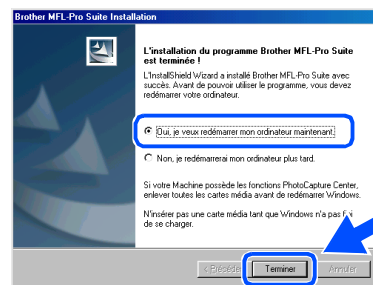 Brother MFL-Pro Suite Installation
L'installation du programme Brother MFL-Pro Suite
est terminée !
L'InstallShield Wizard a installé Brother MFL-Pro Suite avec
succès. Avant de pouvoir utiliser le programme, vous devez
redémarrer votre ordinateur.
Oui, je veux redémarrer mon ordinateur maintenant.
Non, je redémarrerai mon ordinateur plus tard.
Si votre Machine possède les fonctions PhotoCapture Center,
enlever toutes les cartes média avant de redémarrer Windows.
N'insérer pas une carte média tant que Windows n'a pas fini
de se charger.
< Précédent Terminer Annuler